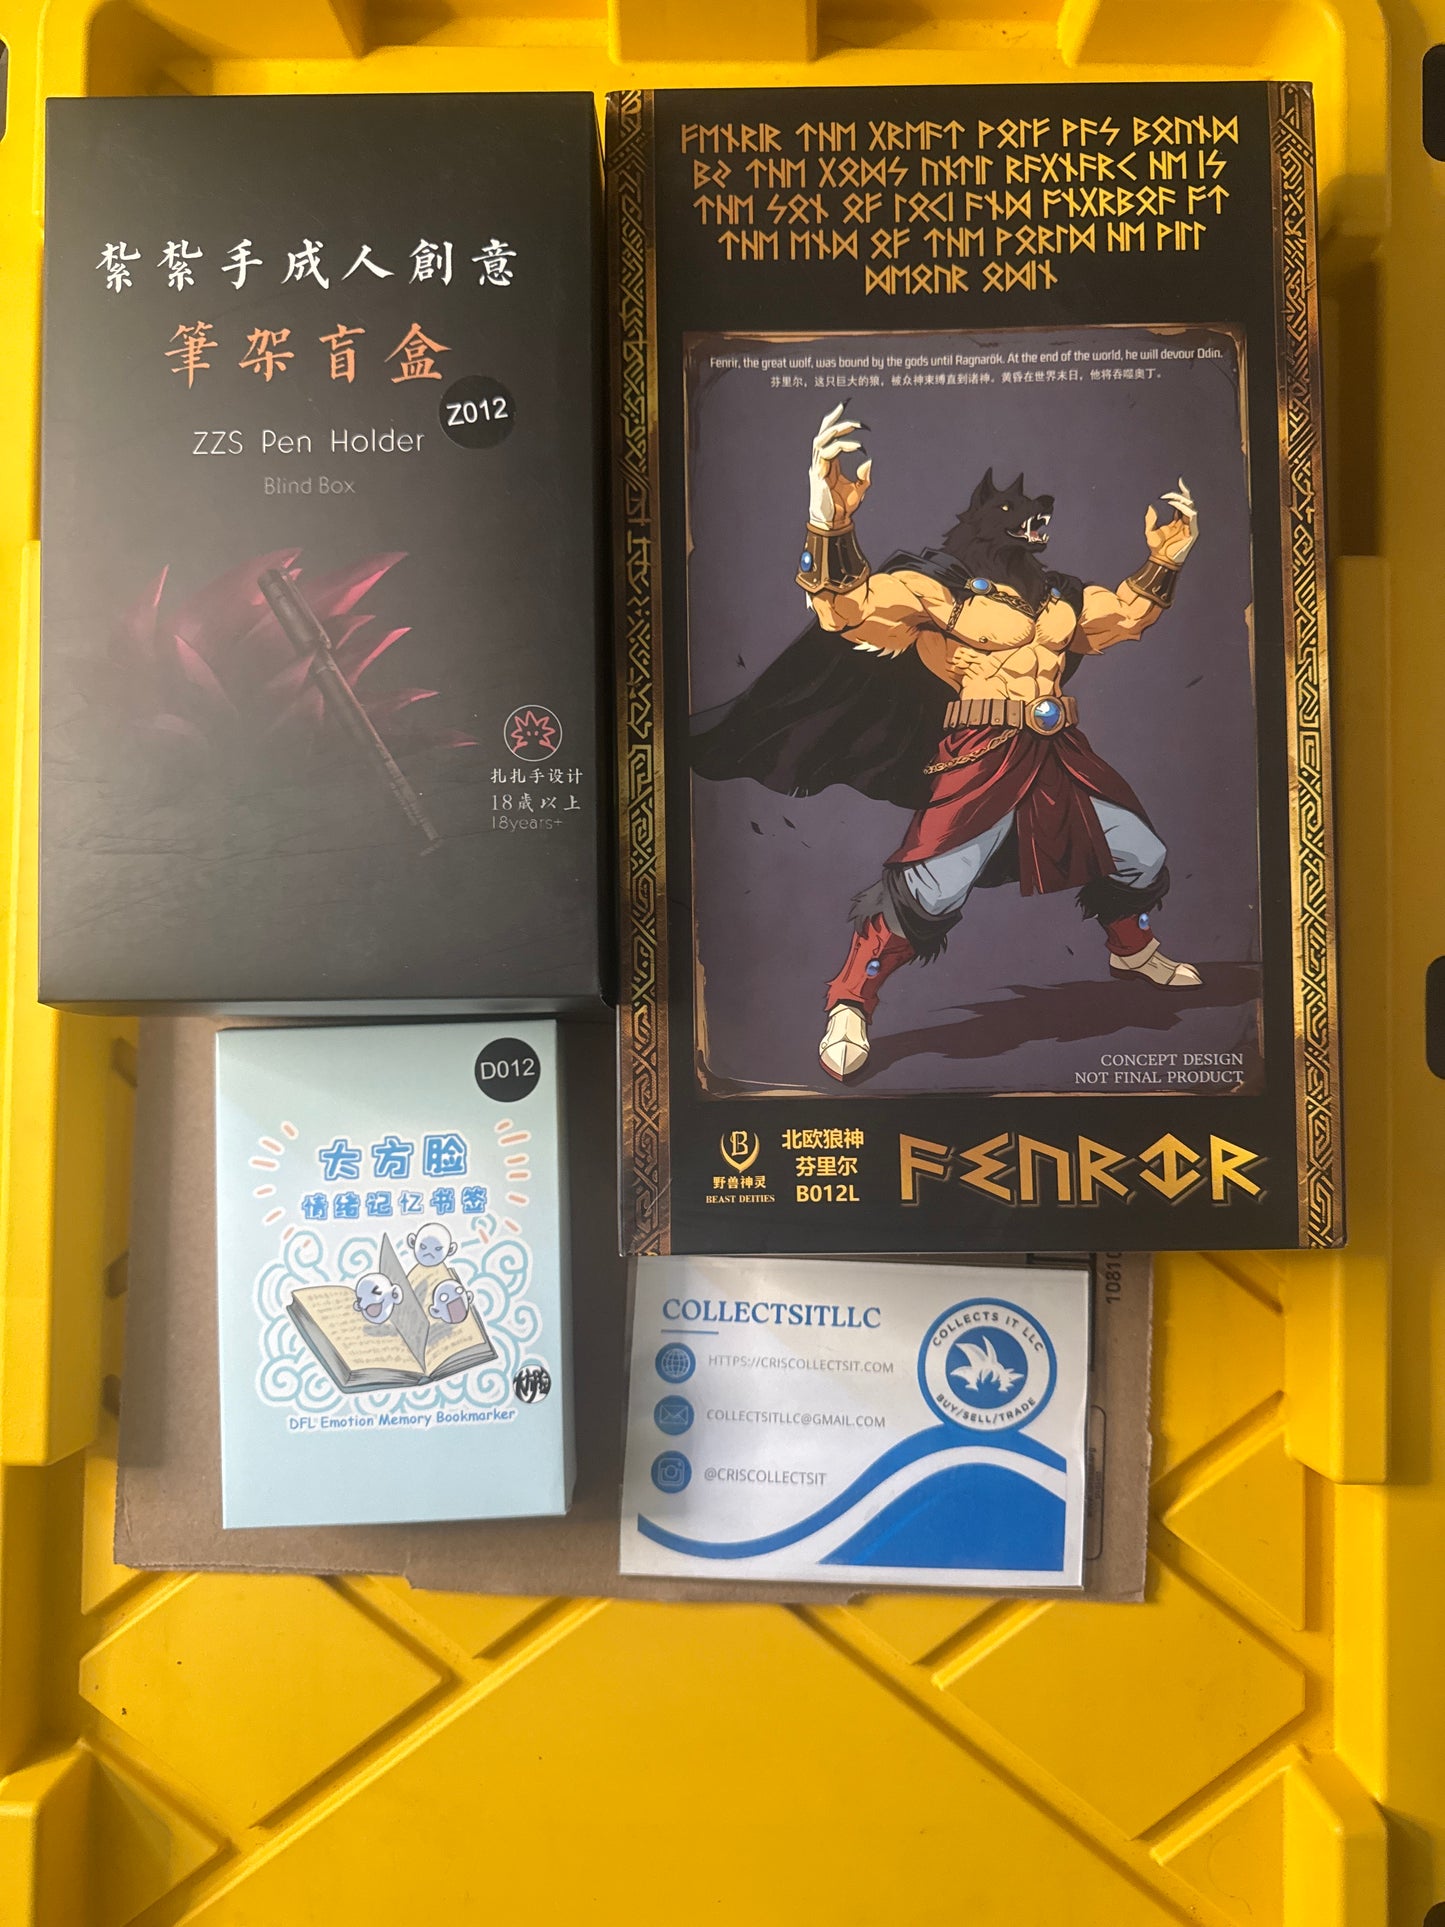 紮紮手成人創意
筆架盲盒
Z012
ZZS Pen Holder
Blind Box
扎扎手设计
18歲以上
18years+
ᚠᛖᚾᚱᛁᚱ ᛏᚺᛖ ᚷᚱᛖᚨᛏ ᚹᛟᛚᚠ ᚹᚨᛊ ᛒᛟᚢᚾᛞ
ᛒᛃ ᛏᚺᛖ ᚷᛟᛞᛊ ᚢᚾᛏᛁᛚ ᚱᚨᚷᚾᚨᚱᚲ ᚺᛖ ᛁᛊ
ᛏᚺᛖ ᛊᛟᚾ ᛟᚠ ᛚᛟᚲᛁ ᚨᚾᛞ ᚨᚾᚷᚱᛒᛟᚨ ᚨᛏ
ᛏᚺᛖ ᛖᚾᛞ ᛟᚠ ᛏᚺᛖ ᚹᛟᚱᛚᛞ ᚺᛖ ᚹᛁᛚᛚ
ᛞᛖᛟᚢᚱ ᛟᛞᛁᚾ
Fenrir, the great wolf, was bound by the gods until Ragnarök. At the end of the world, he will devour Odin.
芬里尔，这只巨大的狼，被众神束缚直到诸神。黄昏在世界末日，他将吞噬奥丁。
CONCEPT DESIGN
NOT FINAL PRODUCT
B
野兽神灵
BEAST DEITIES
北欧狼神
芬里尔
B012L
FENRIR
D012
大方脸
情绪记忆书签
DFL Emotion Memory Bookmarker
COLLECTSITLLC
HTTPS://CRISCOLLECTSIT.COM
COLLECTSITLLC@GMAIL.COM
@CRISCOLLECTSIT
COLLECTS IT LLC
BUY/SELL/TRADE